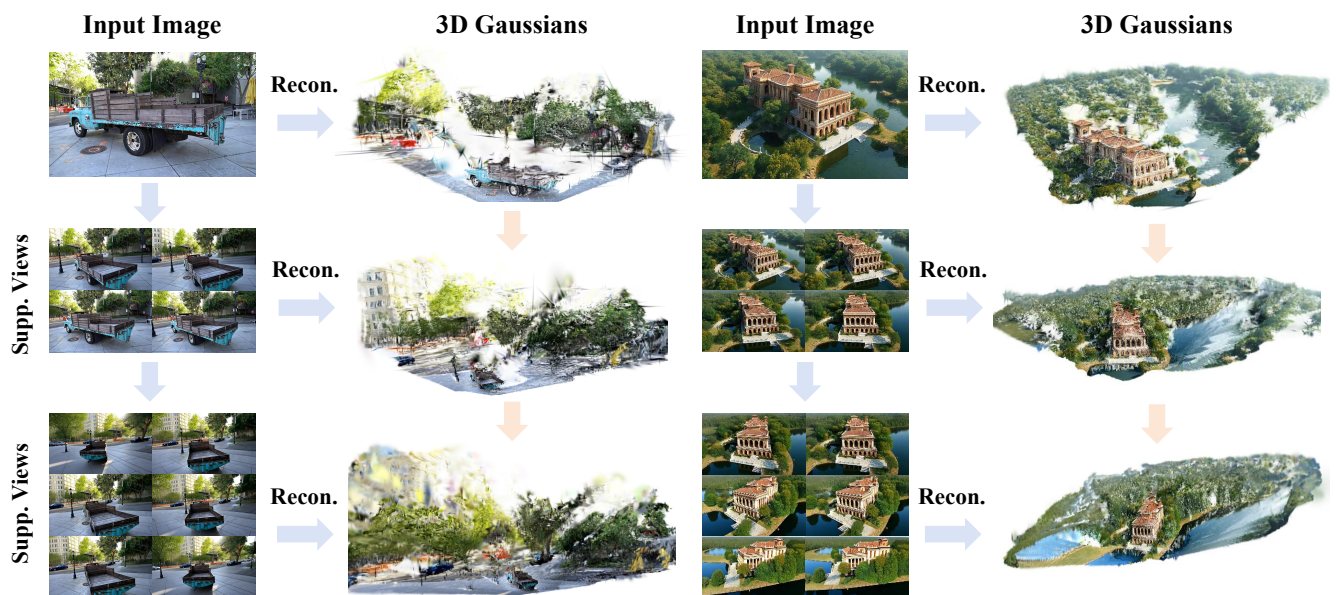 Input Image
3D Gaussians
Input Image
3D Gaussians
Recon.
Recon.
Supp. Views
Recon.
Recon.
Supp. Views
Recon.
Recon.